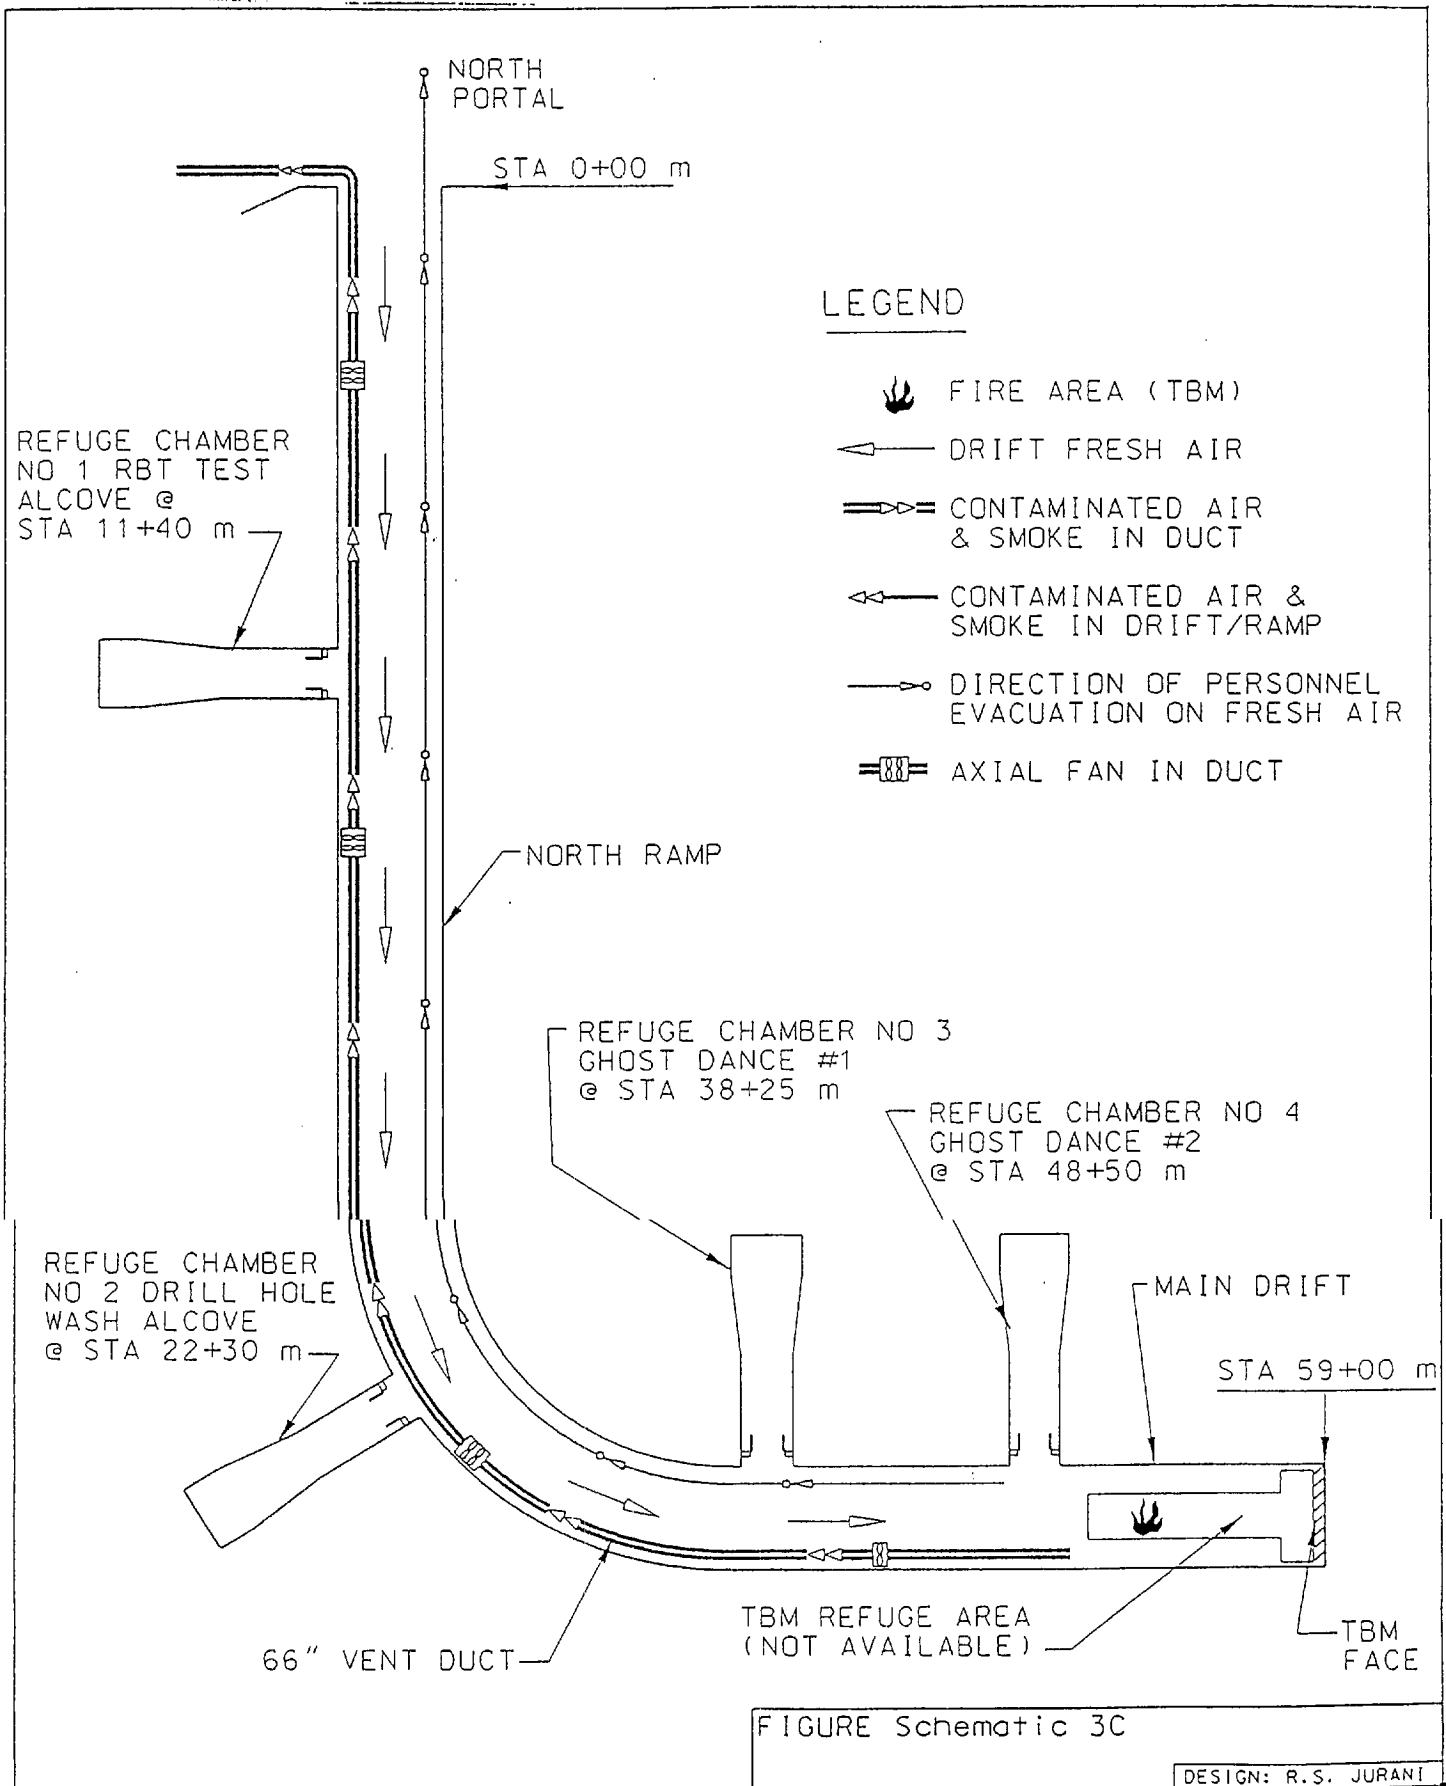 NORTH
PORTAL
STA 0+00 m
LEGEND
FIRE AREA (TBM)
DRIFT FRESH AIR
CONTAMINATED AIR
& SMOKE IN DUCT
CONTAMINATED AIR &
SMOKE IN DRIFT/RAMP
DIRECTION OF PERSONNEL
EVACUATION ON FRESH AIR
AXIAL FAN IN DUCT
REFUGE CHAMBER
NO 1 RBT TEST
ALCOVE @
STA 11+40 m
NORTH RAMP
REFUGE CHAMBER NO 3
GHOST DANCE #1
@ STA 38+25 m
REFUGE CHAMBER NO 4
GHOST DANCE #2
@ STA 48+50 m
REFUGE CHAMBER
NO 2 DRILL HOLE
WASH ALCOVE
@ STA 22+30 m
MAIN DRIFT
STA 59+00 m
TBM REFUGE AREA
(NOT AVAILABLE)
TBM
FACE
66" VENT DUCT
FIGURE Schematic 3C
DESIGN: R.S. JURANI